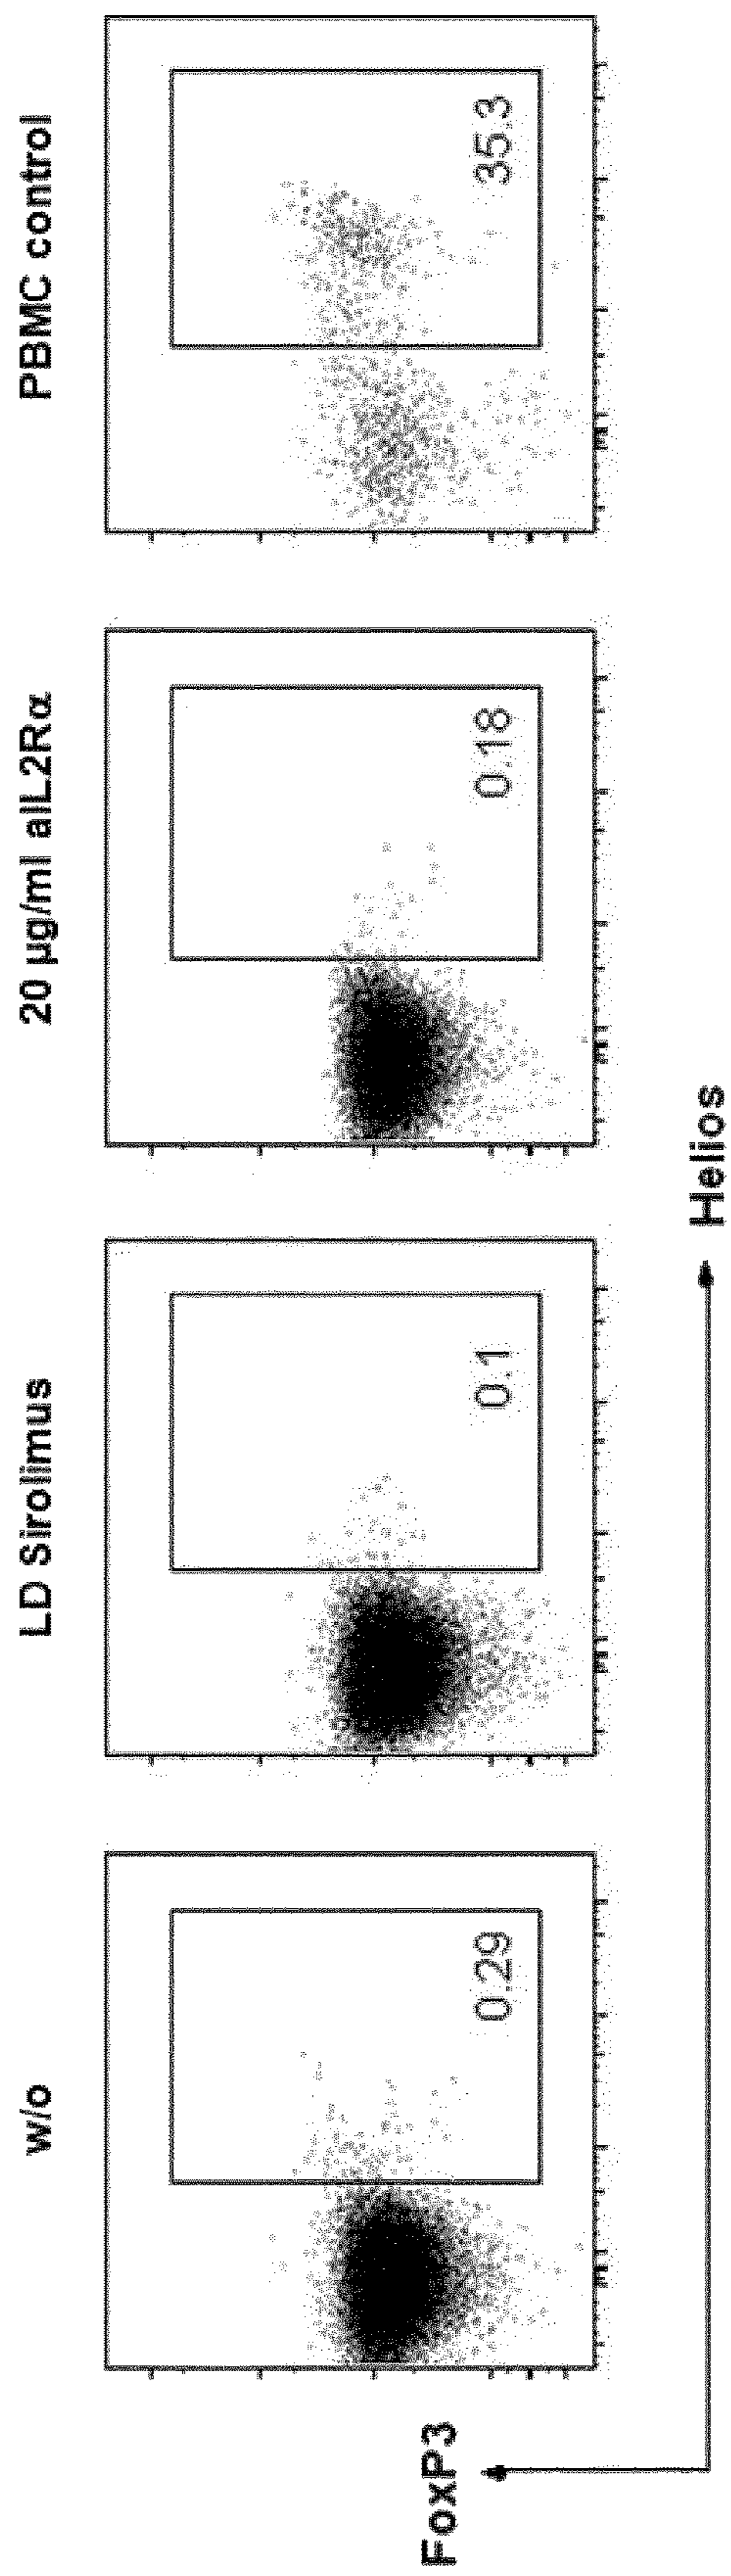 w/o
LD Sirolimus
20 µg/ml aIL2Rα
PBMC control
0.29
0.1
0.18
35.3
FoxP3
Helios